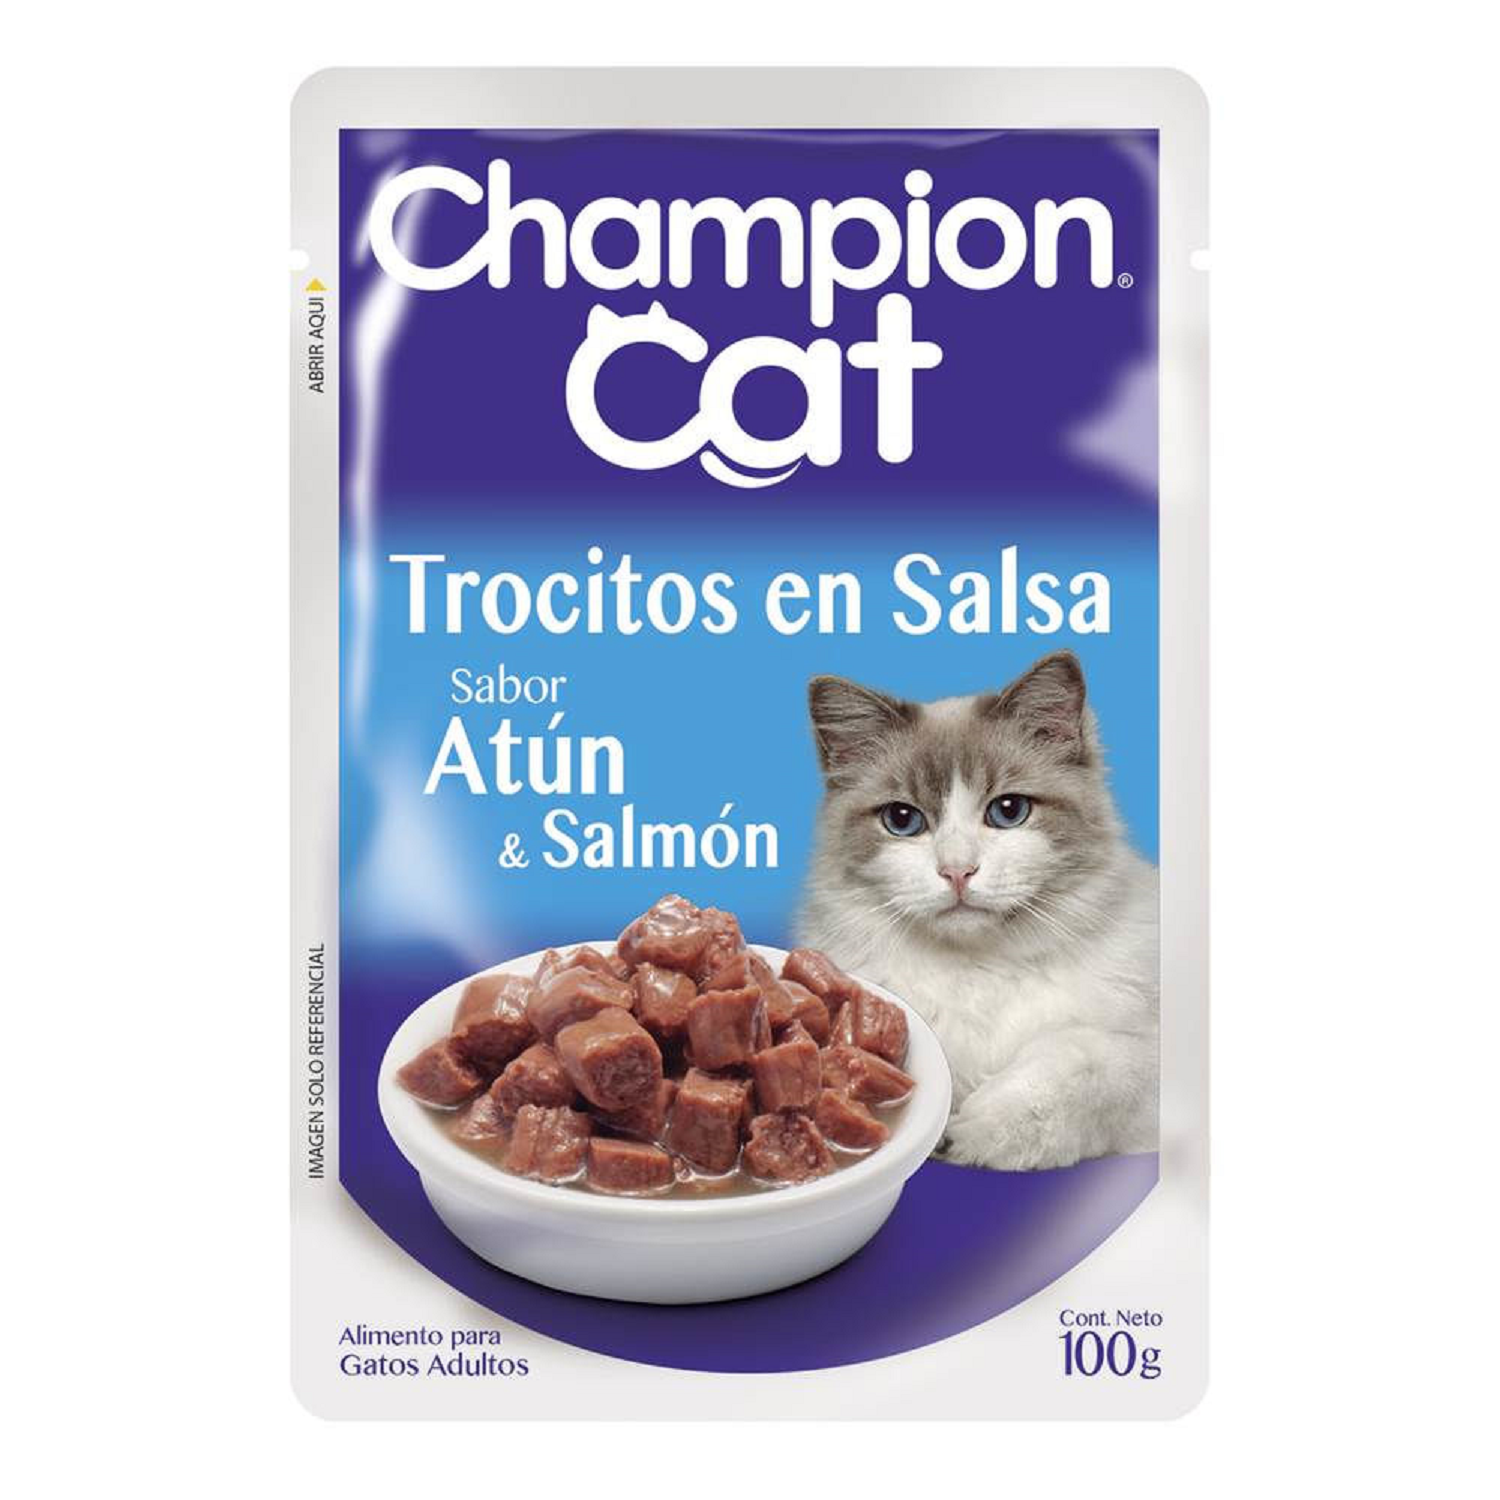 Champion®
Cat
ABRIR AQUI
Trocitos en Salsa
Sabor
Atún
& Salmón
IMAGEN SOLO REFERENCIAL
Alimento para
Gatos Adultos
Cont. Neto
100g